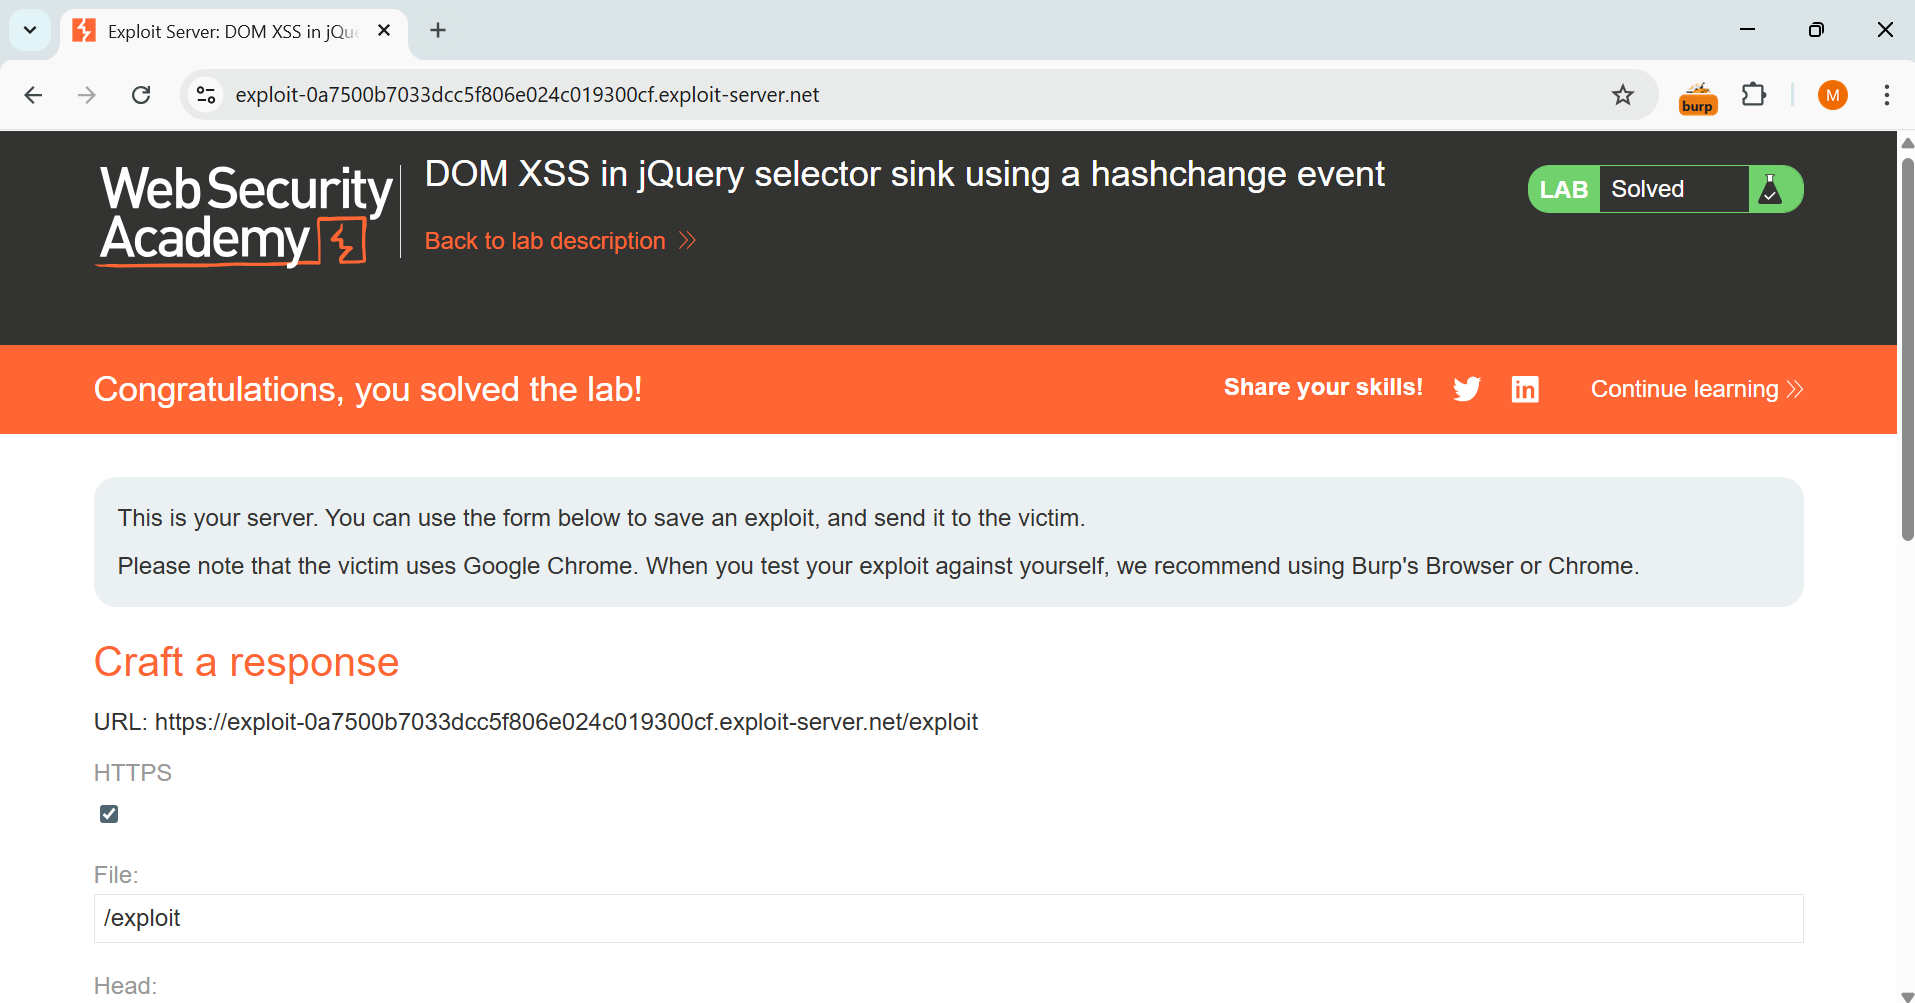 Exploit Server: DOM XSS in jQu
exploit-0a7500b7033dcc5f806e024c019300cf.exploit-server.net
burp
M
WebSecurity
Academy
DOM XSS in jQuery selector sink using a hashchange event
Back to lab description
LAB Solved
Congratulations, you solved the lab!
Share your skills!
in
Continue learning
This is your server. You can use the form below to save an exploit, and send it to the victim.
Please note that the victim uses Google Chrome. When you test your exploit against yourself, we recommend using Burp's Browser or Chrome.
Craft a response
URL: https://exploit-0a7500b7033dcc5f806e024c019300cf.exploit-server.net/exploit
HTTPS
File:
/exploit
Head: